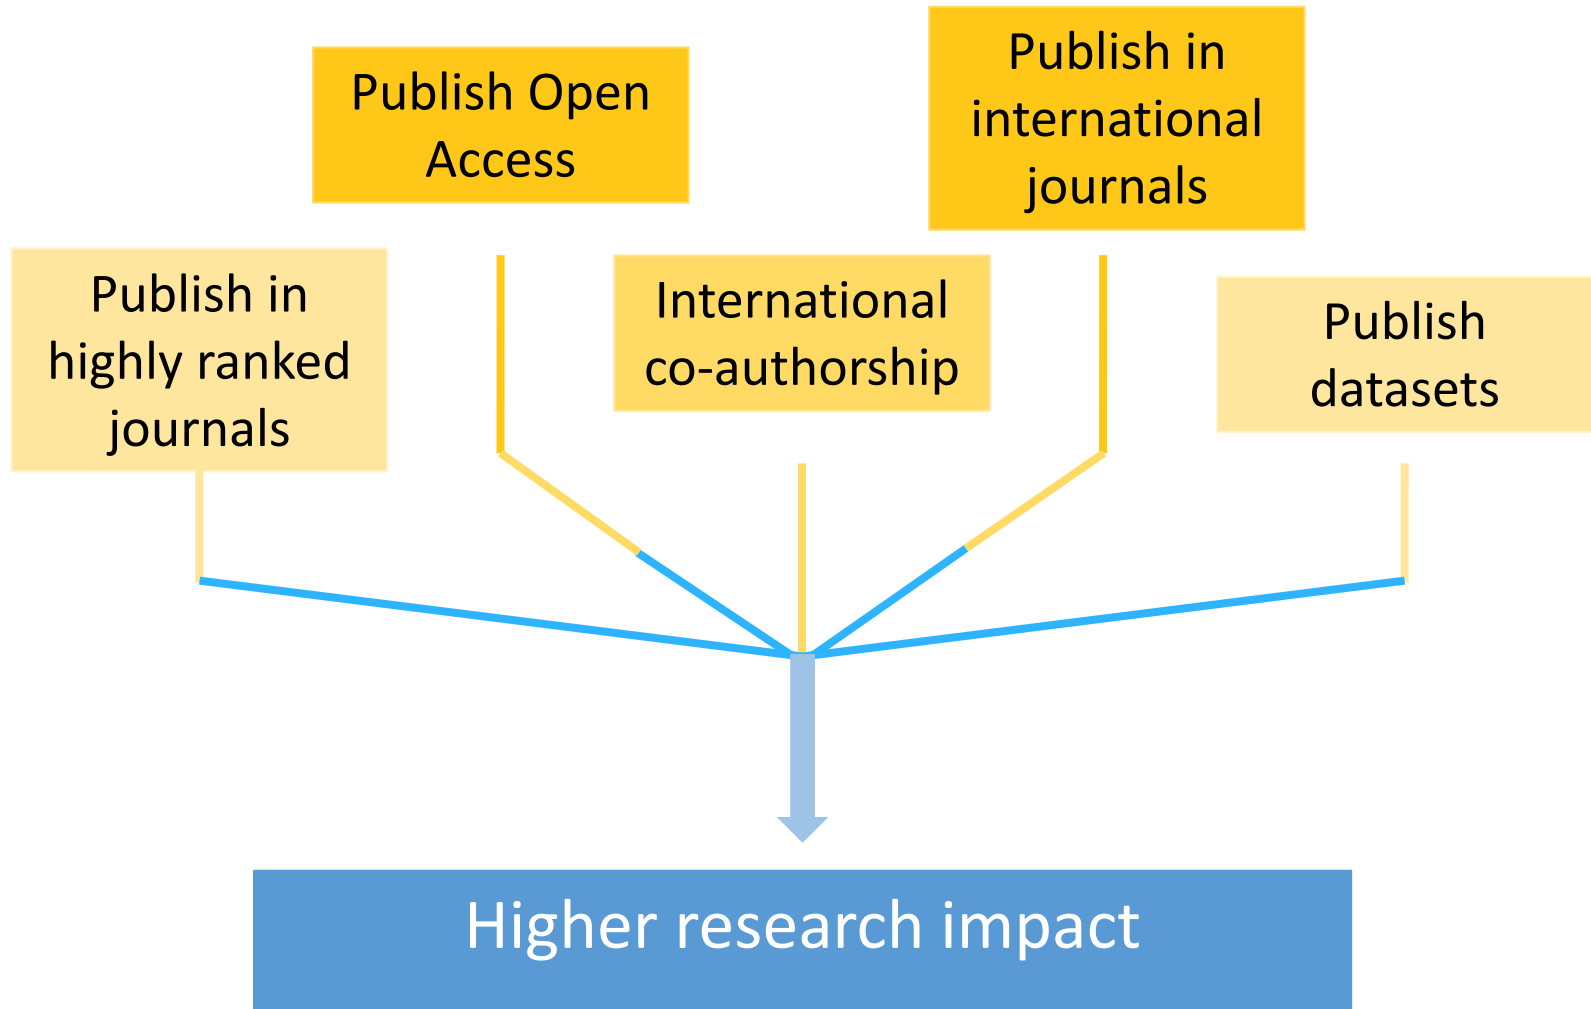 Publish Open
Access
Publish in
international
journals
Publish in
highly ranked
journals
International
co-authorship
Publish
datasets
Higher research impact